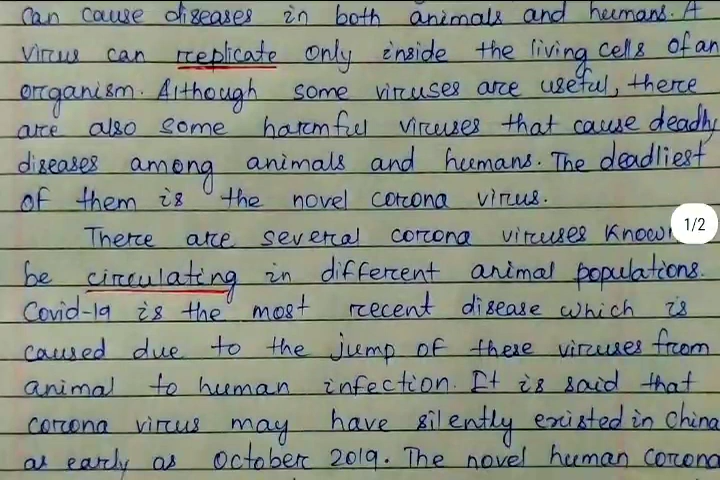 can cause diseases in both animals and humans. A
virus can replicate only inside the living cells of an
organism. Although some viruses are useful, there
are also some harmful viruses that cause deadly
diseases among animals and humans. The deadliest
of them is the novel corona virus.
There are several corona viruses know
1/2
be circulating in different animal populations.
Covid-19 is the most recent disease which is
caused due to the jump of these viruses from
animal to human infection. It is said that
corona virus may have silently existed in China
as early as October 2019. The novel human corona